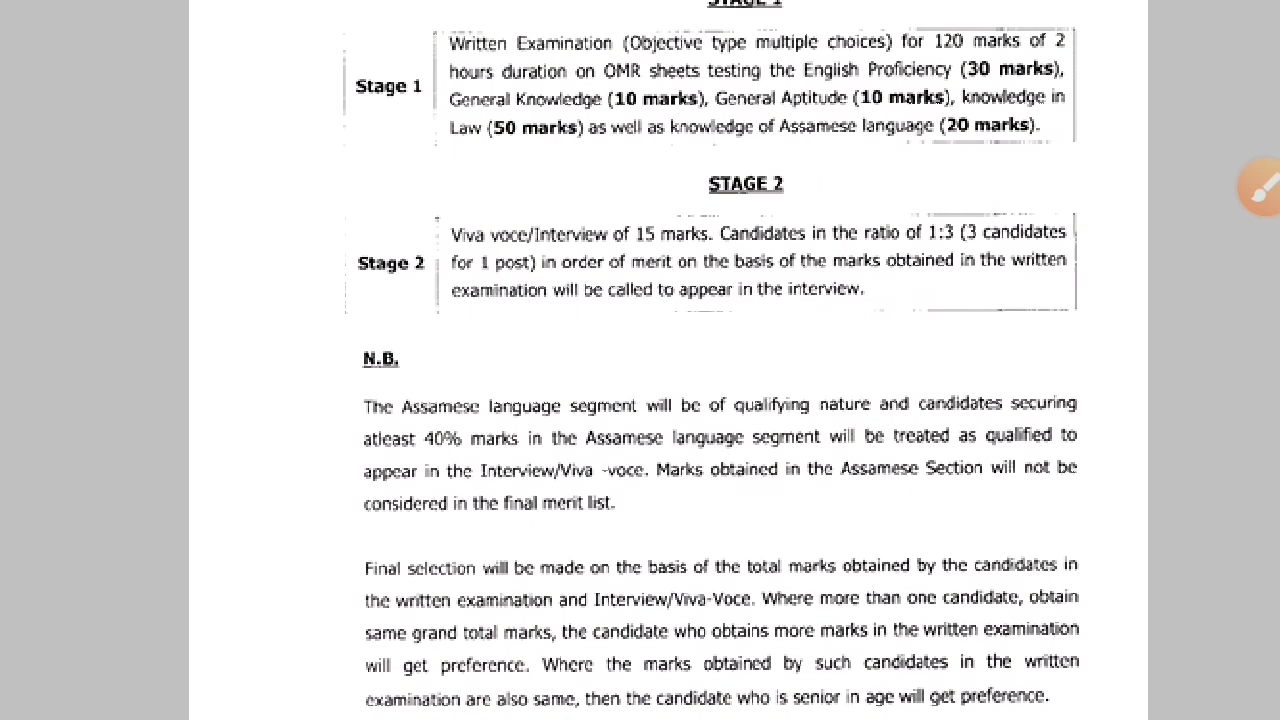 STAGE 1
Stage 1
Written Examination (Objective type multiple choices) for 120 marks of 2
hours duration on OMR sheets testing the English Proficiency (30 marks),
General Knowledge (10 marks), General Aptitude (10 marks), knowledge in
Law (50 marks) as well as knowledge of Assamese language (20 marks).
STAGE 2
Stage 2
Viva voce/Interview of 15 marks. Candidates in the ratio of 1:3 (3 candidates
for 1 post) in order of merit on the basis of the marks obtained in the written
examination will be called to appear in the interview.
N.B.
The Assamese language segment will be of qualifying nature and candidates securing
atleast 40% marks in the Assamese language segment will be treated as qualified to
appear in the Interview/Viva -voce. Marks obtained in the Assamese Section will not be
considered in the final merit list.
Final selection will be made on the basis of the total marks obtained by the candidates in
the written examination and Interview/Viva-Voce. Where more than one candidate, obtain
same grand total marks, the candidate who obtains more marks in the written examination
will get preference. Where the marks obtained by such candidates in the written
examination are also same, then the candidate who is senior in age will get preference.